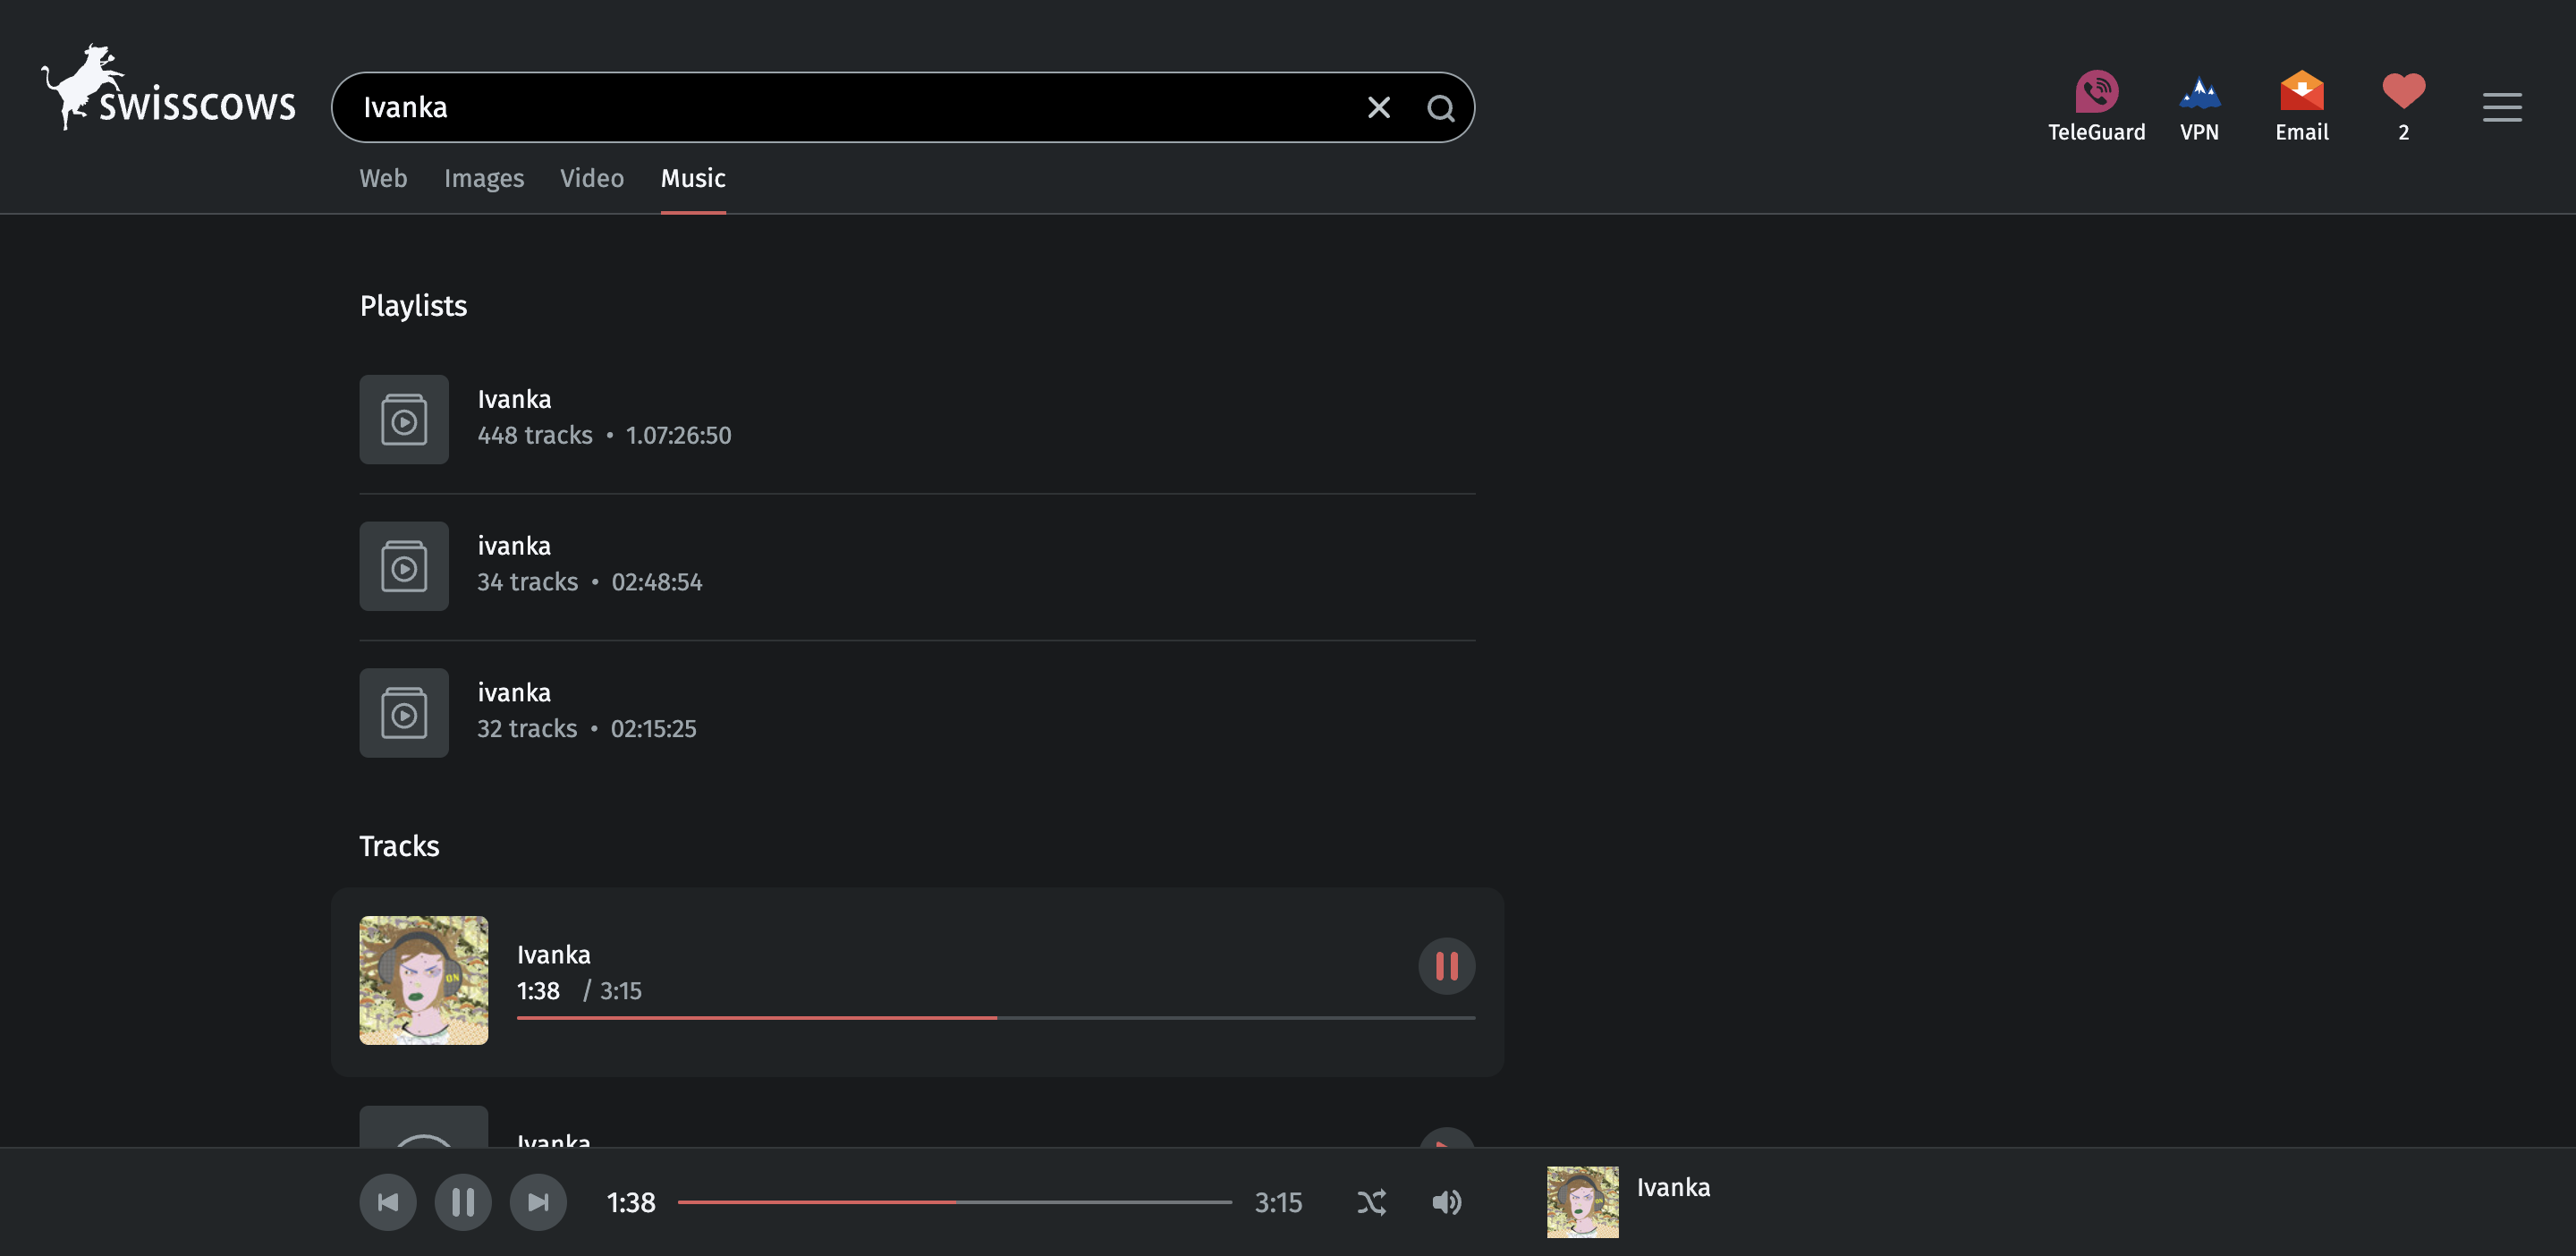 swisscows
Ivanka
TeleGuard
VPN
Email
2
Web
Images
Video
Music
Playlists
Ivanka
448 tracks • 1.07:26:50
ivanka
34 tracks • 02:48:54
ivanka
32 tracks • 02:15:25
Tracks
ON
Ivanka
1:38 / 3:15
Ivanka
1:38
3:15
Ivanka